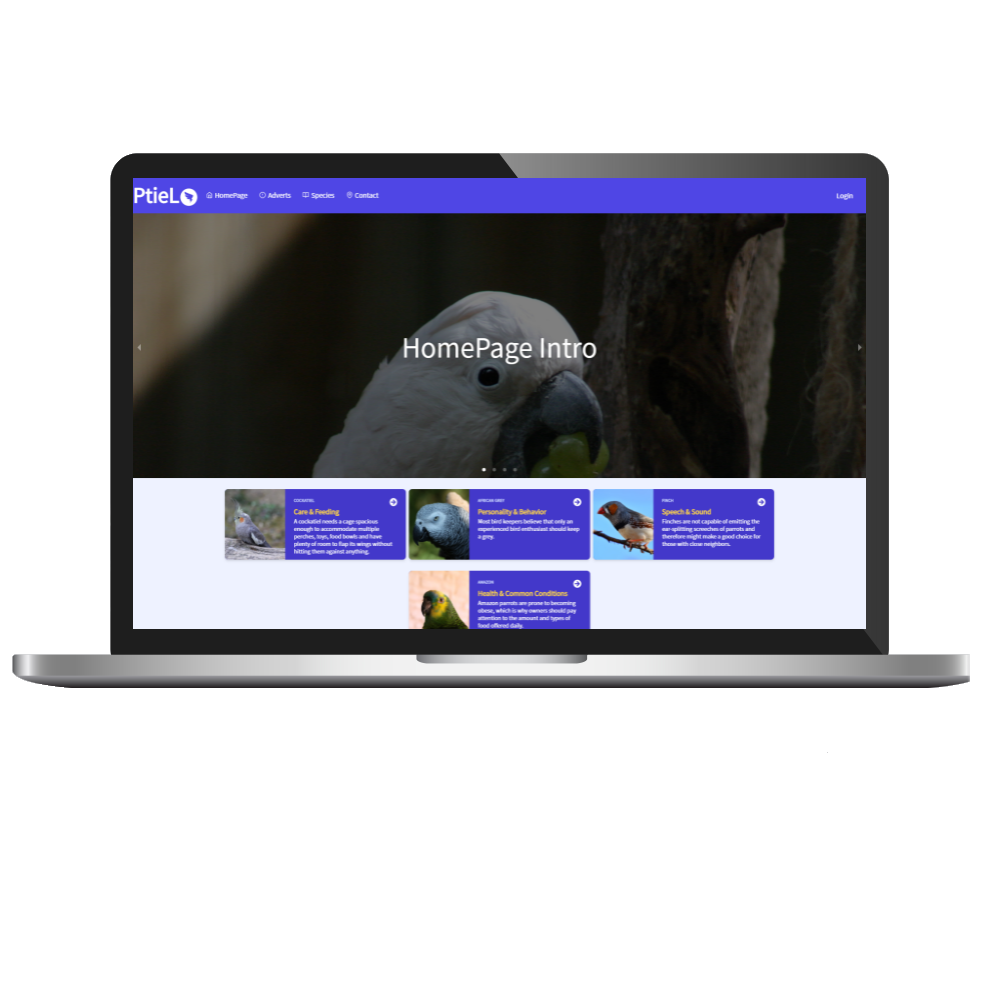 PtieL
HomePage Adverts Species Contact Login
HomePage Intro
COCKATIEL
Care & Feeding
A cockatiel needs a cage spacious
enough to accommodate multiple
perches, toys, food bowls and have
plenty of room to flap its wings without
hitting them against anything.
AFRICAN GREY
Personality & Behavior
Most bird keepers believe that only an
experienced bird enthusiast should keep
a grey.
FINCH
Speech & Sound
Finches are not capable of emitting the
ear-splitting screeches of parrots and
therefore might make a good choice for
those with close neighbors.
AMAZON
Health & Common Conditions
Amazon parrots are prone to becoming
obese, which is why owners should pay
attention to the amount and types of
food offered daily.